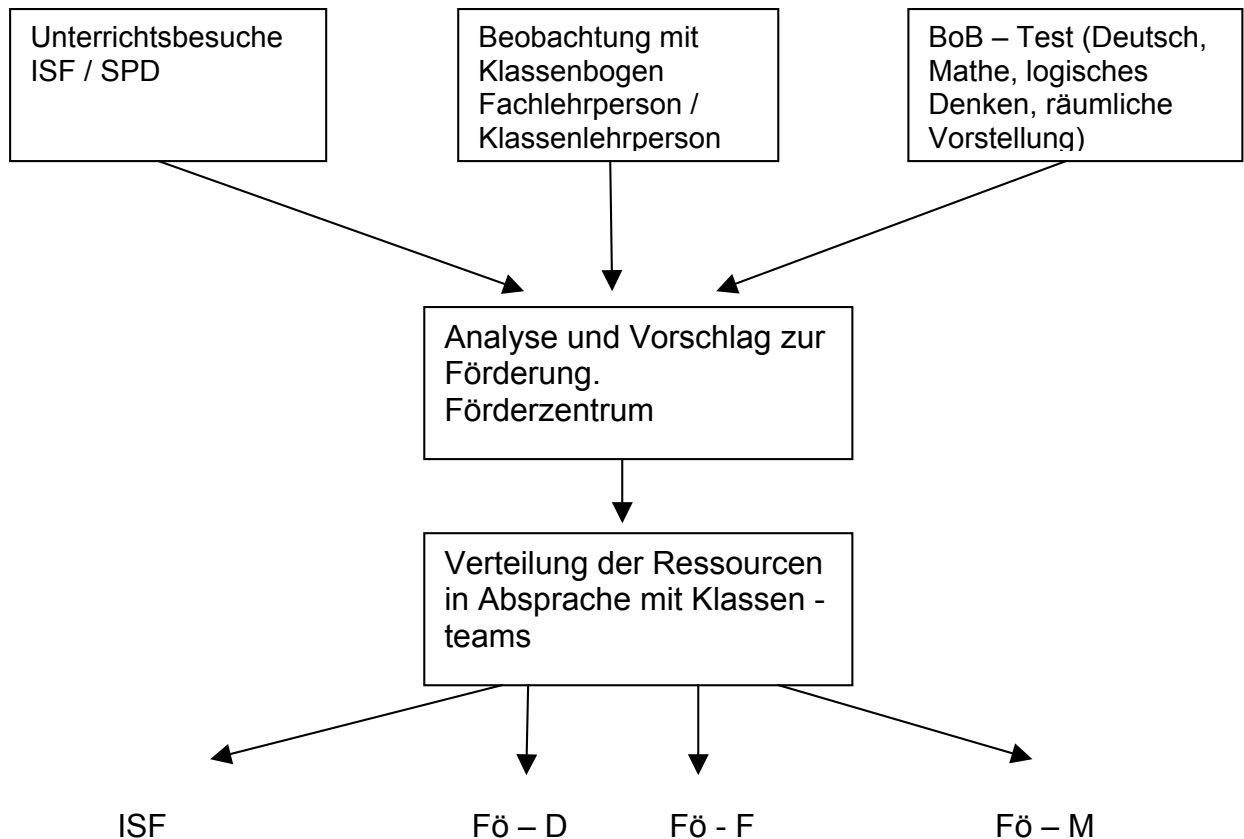 Unterrichtsbesuche
ISF / SPD
Beobachtung mit
Klassenbogen
Fachlehrperson /
Klassenlehrperson
BoB – Test (Deutsch,
Mathe, logisches
Denken, räumliche
Vorstellung)
Analyse und Vorschlag zur
Förderung.
Förderzentrum
Verteilung der Ressourcen
in Absprache mit Klassen -
teams
ISF
Fö – D
Fö - F
Fö – M